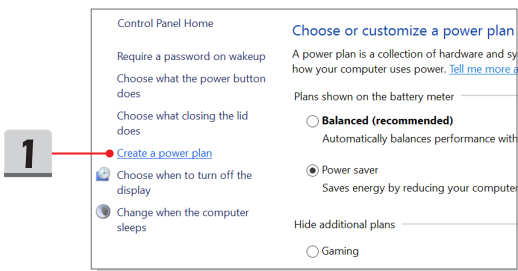 1
Control Panel Home
Require a password on wakeup
Choose what the power button
does
Choose what closing the lid
does
Create a power plan
Choose when to turn off the
display
Change when the computer
sleeps
Choose or customize a power plan
A power plan is a collection of hardware and sy
how your computer uses power. Tell me more a
Plans shown on the battery meter
Balanced (recommended)
Automatically balances performance with
Power saver
Saves energy by reducing your computer
Hide additional plans
Gaming